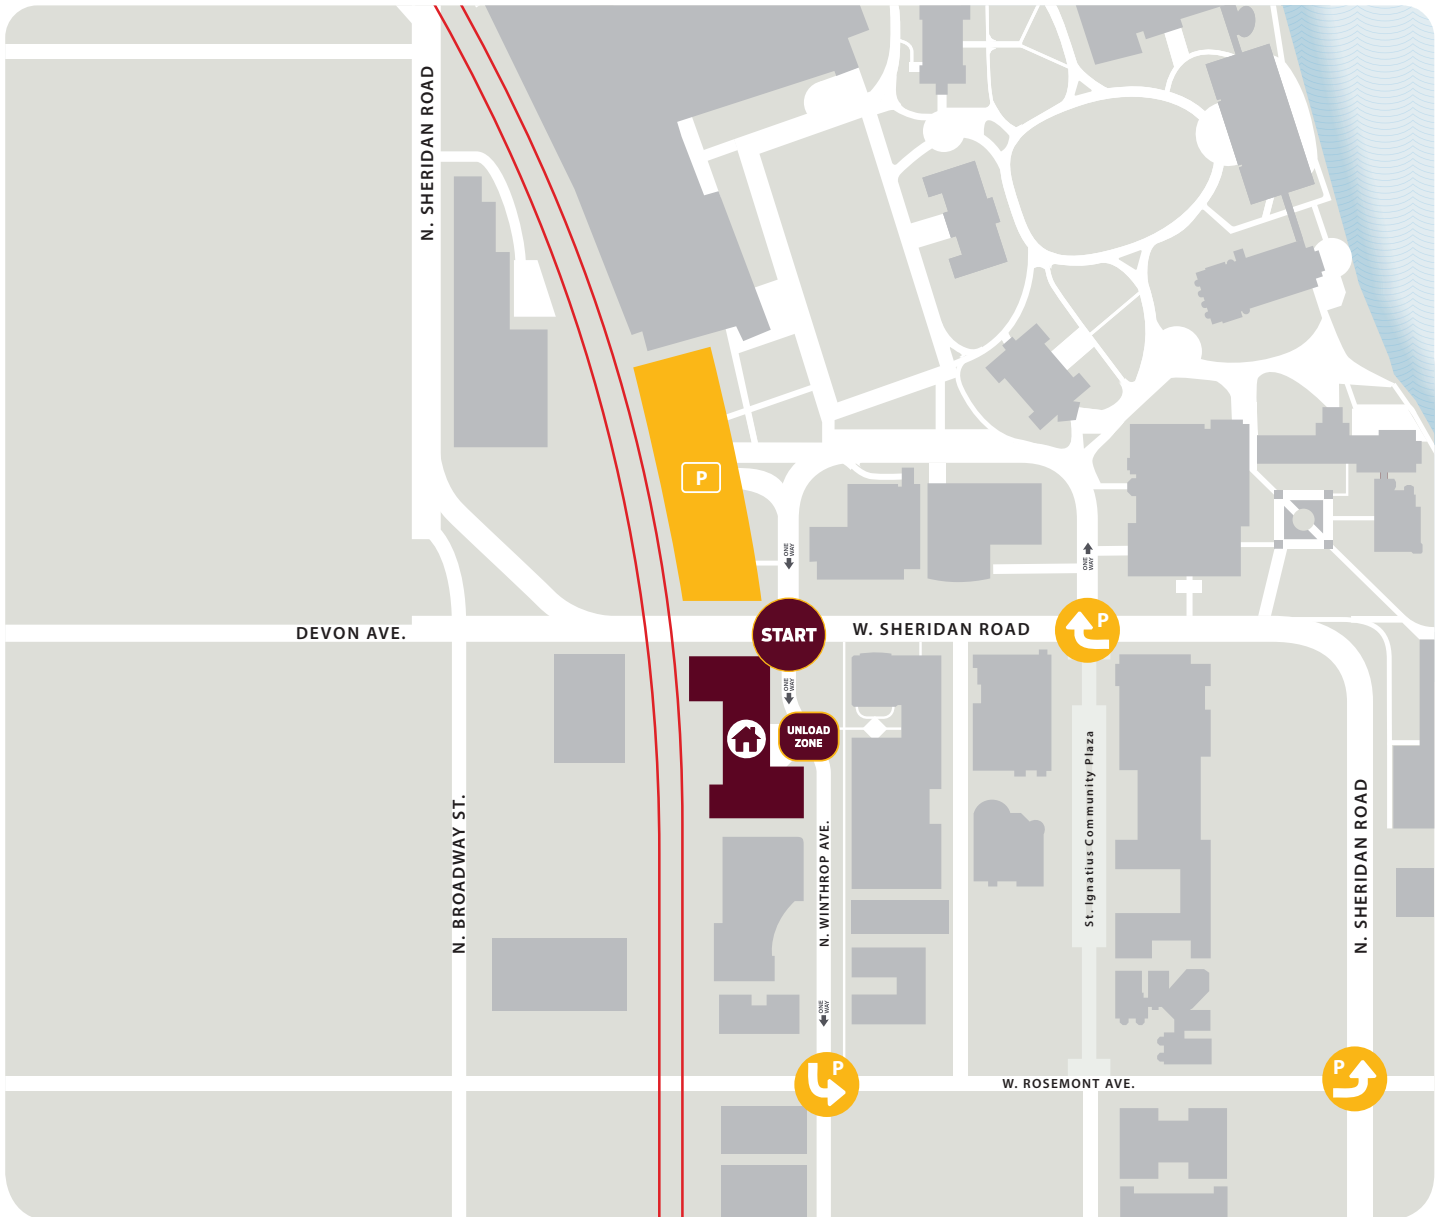 N. SHERIDAN ROAD
P
ONE WAY
ONE WAY
DEVON AVE.
START
W. SHERIDAN ROAD
P
ONE WAY
UNLOAD
ZONE
St. Ignatius Community Plaza
N. BROADWAY ST.
N. WINTHROP AVE.
N. SHERIDAN ROAD
ONE WAY
P
W. ROSEMONT AVE.
P